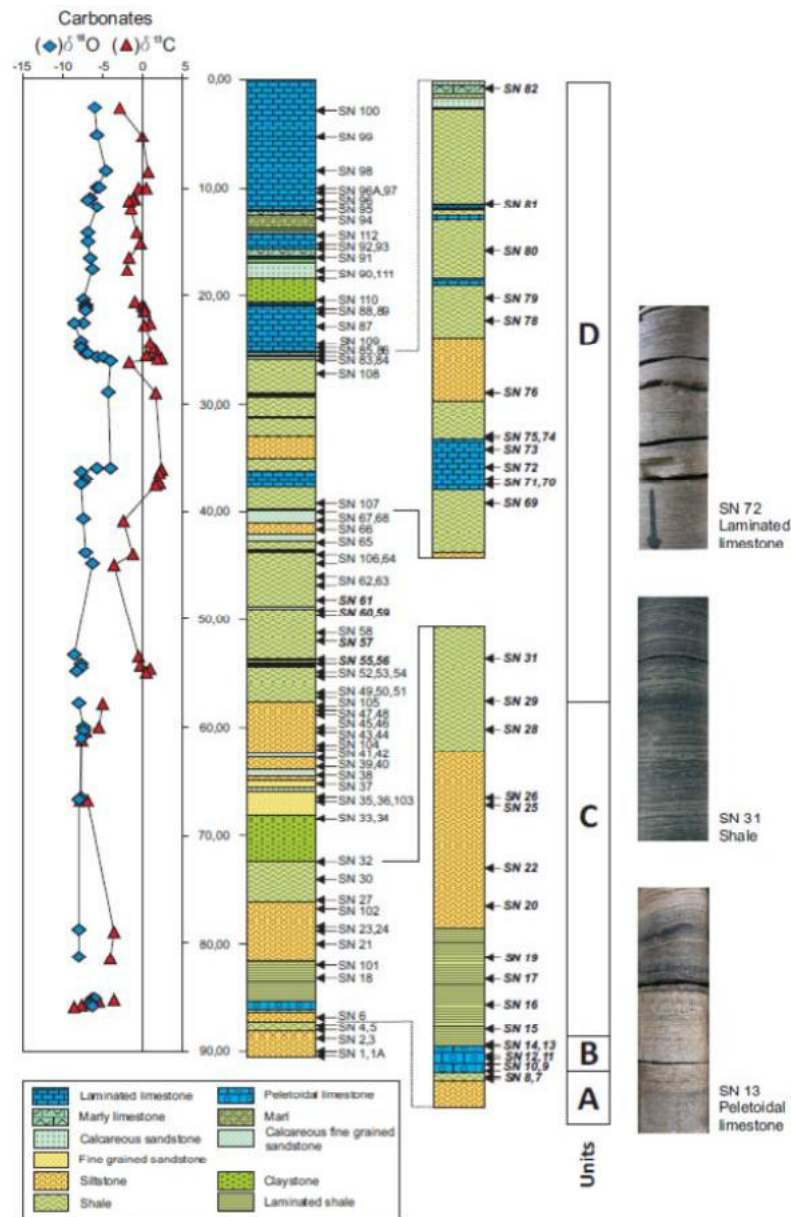 Carbonates
(◆)δ¹⁸O (▲)δ¹³C
-15 -10 -5 0 5
0,00
10,00
20,00
30,00
40,00
50,00
60,00
70,00
80,00
90,00
SN 100
SN 99
SN 98
SN 96A,97
SN 96
SN 95
SN 94
SN 112
SN 92,93
SN 91
SN 90,111
SN 110
SN 88,89
SN 87
SN 109
SN 85,86
SN 83,84
SN 108
SN 107
SN 67,68
SN 66
SN 65
SN 106,64
SN 62,63
SN 61
SN 60,59
SN 58
SN 57
SN 55,56
SN 52,53,54
SN 49,50,51
SN 105
SN 47,48
SN 45,46
SN 43,44
SN 104
SN 41,42
SN 39,40
SN 38
SN 37
SN 35,36,103
SN 33,34
SN 32
SN 30
SN 27
SN 102
SN 23,24
SN 21
SN 101
SN 18
SN 6
SN 4,5
SN 2,3
SN 1,1A
SN 82
SN 81
SN 80
SN 79
SN 78
SN 76
SN 75,74
SN 73
SN 72
SN 71,70
SN 69
SN 31
SN 29
SN 28
SN 26
SN 25
SN 22
SN 20
SN 19
SN 17
SN 16
SN 15
SN 14,13
SN 12,11
SN 10,9
SN 8,7
D
C
B
A
Units
SN 72
Laminated
limestone
SN 31
Shale
SN 13
Peletoidal
limestone
Laminated limestone
Peletoidal limestone
Marly limestone
Marl
Calcareous sandstone
Calcareous fine grained
sandstone
Fine grained sandstone
Siltstone
Claystone
Shale
Laminated shale